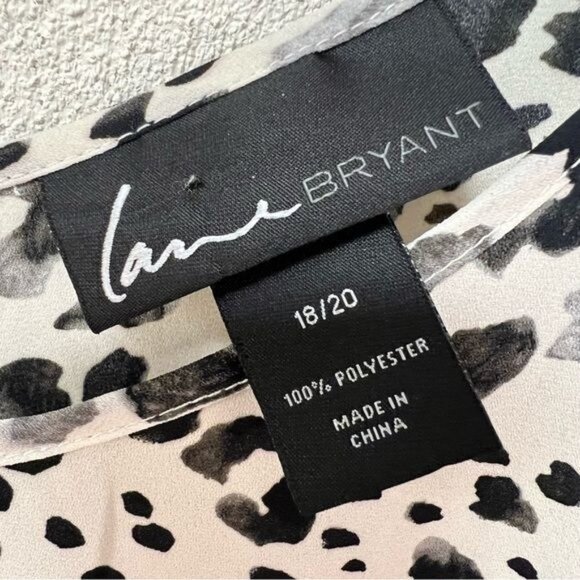 Lane BRYANT
18/20
100% POLYESTER
MADE IN
CHINA